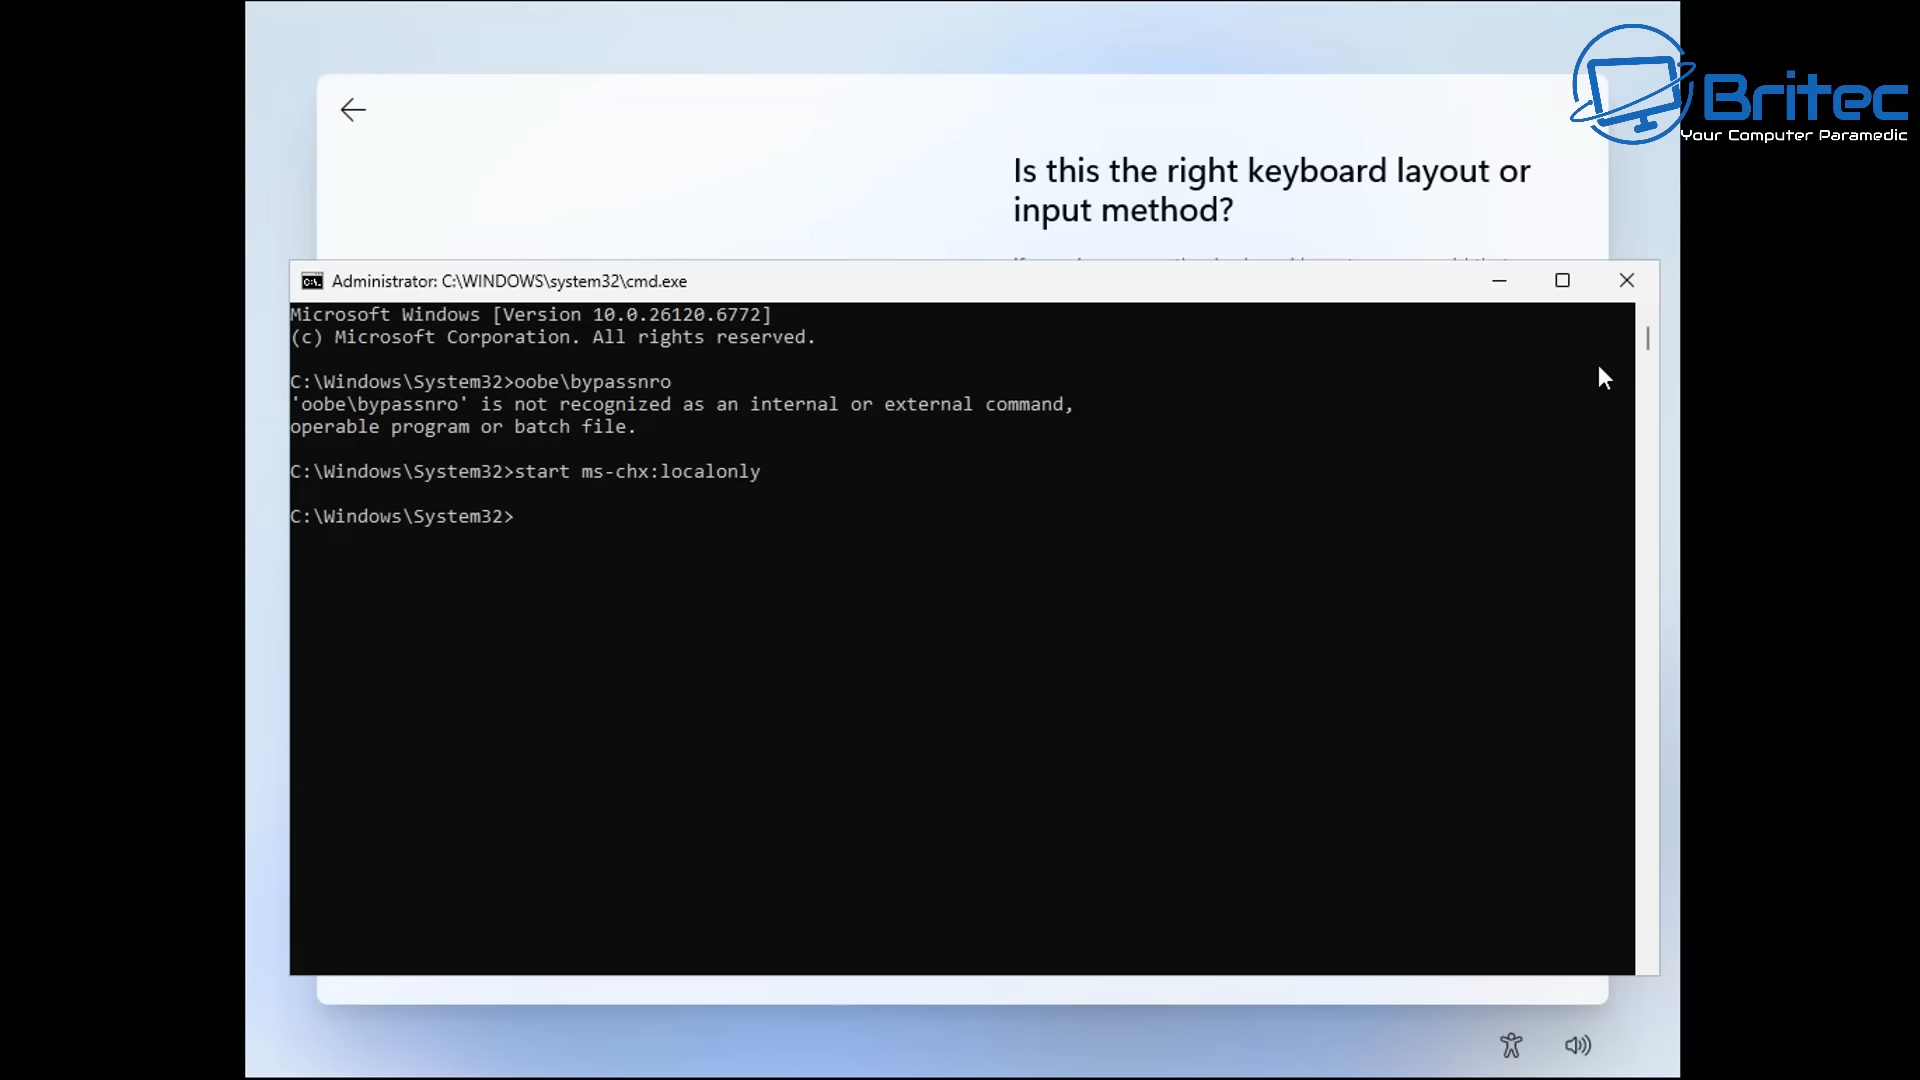 Britec
Your Computer Paramedic
Is this the right keyboard layout or
input method?
Administrator: C:\WINDOWS\system32\cmd.exe
Microsoft Windows [Version 10.0.26120.6772]
(c) Microsoft Corporation. All rights reserved.
C:\Windows\System32>oobe\bypassnro
'oobe\bypassnro' is not recognized as an internal or external command,
operable program or batch file.
C:\Windows\System32>start ms-chx:localonly
C:\Windows\System32>